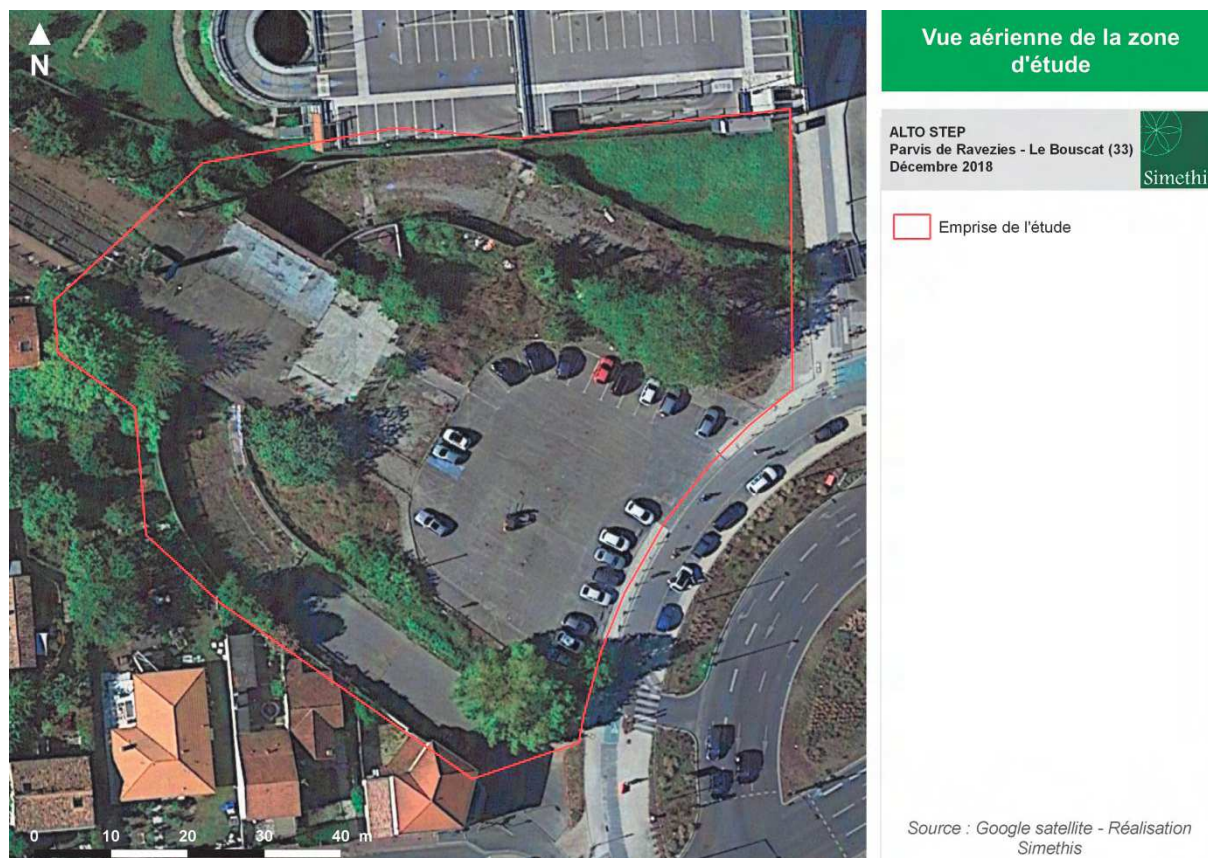 N
0 10 20 30 40 m
Vue aérienne de la zone
d'étude
ALTO STEP
Parvis de Ravezies - Le Bouscat (33)
Décembre 2018
Simethi
Emprise de l'étude
Source : Google satellite - Réalisation
Simethis